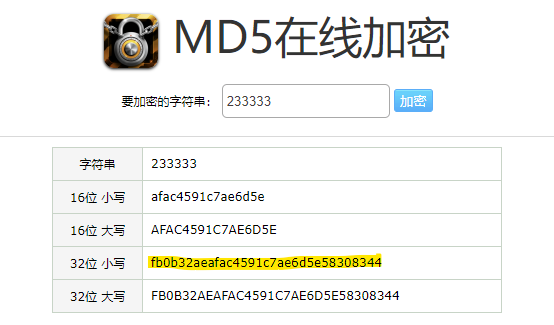 MD5在线加密
要加密的字符串： 233333 加密
字符串 233333
16位 小写 afac4591c7ae6d5e
16位 大写 AFAC4591C7AE6D5E
32位 小写 fb0b32aeafac4591c7ae6d5e58308344
32位 大写 FB0B32AEAFAC4591C7AE6D5E58308344